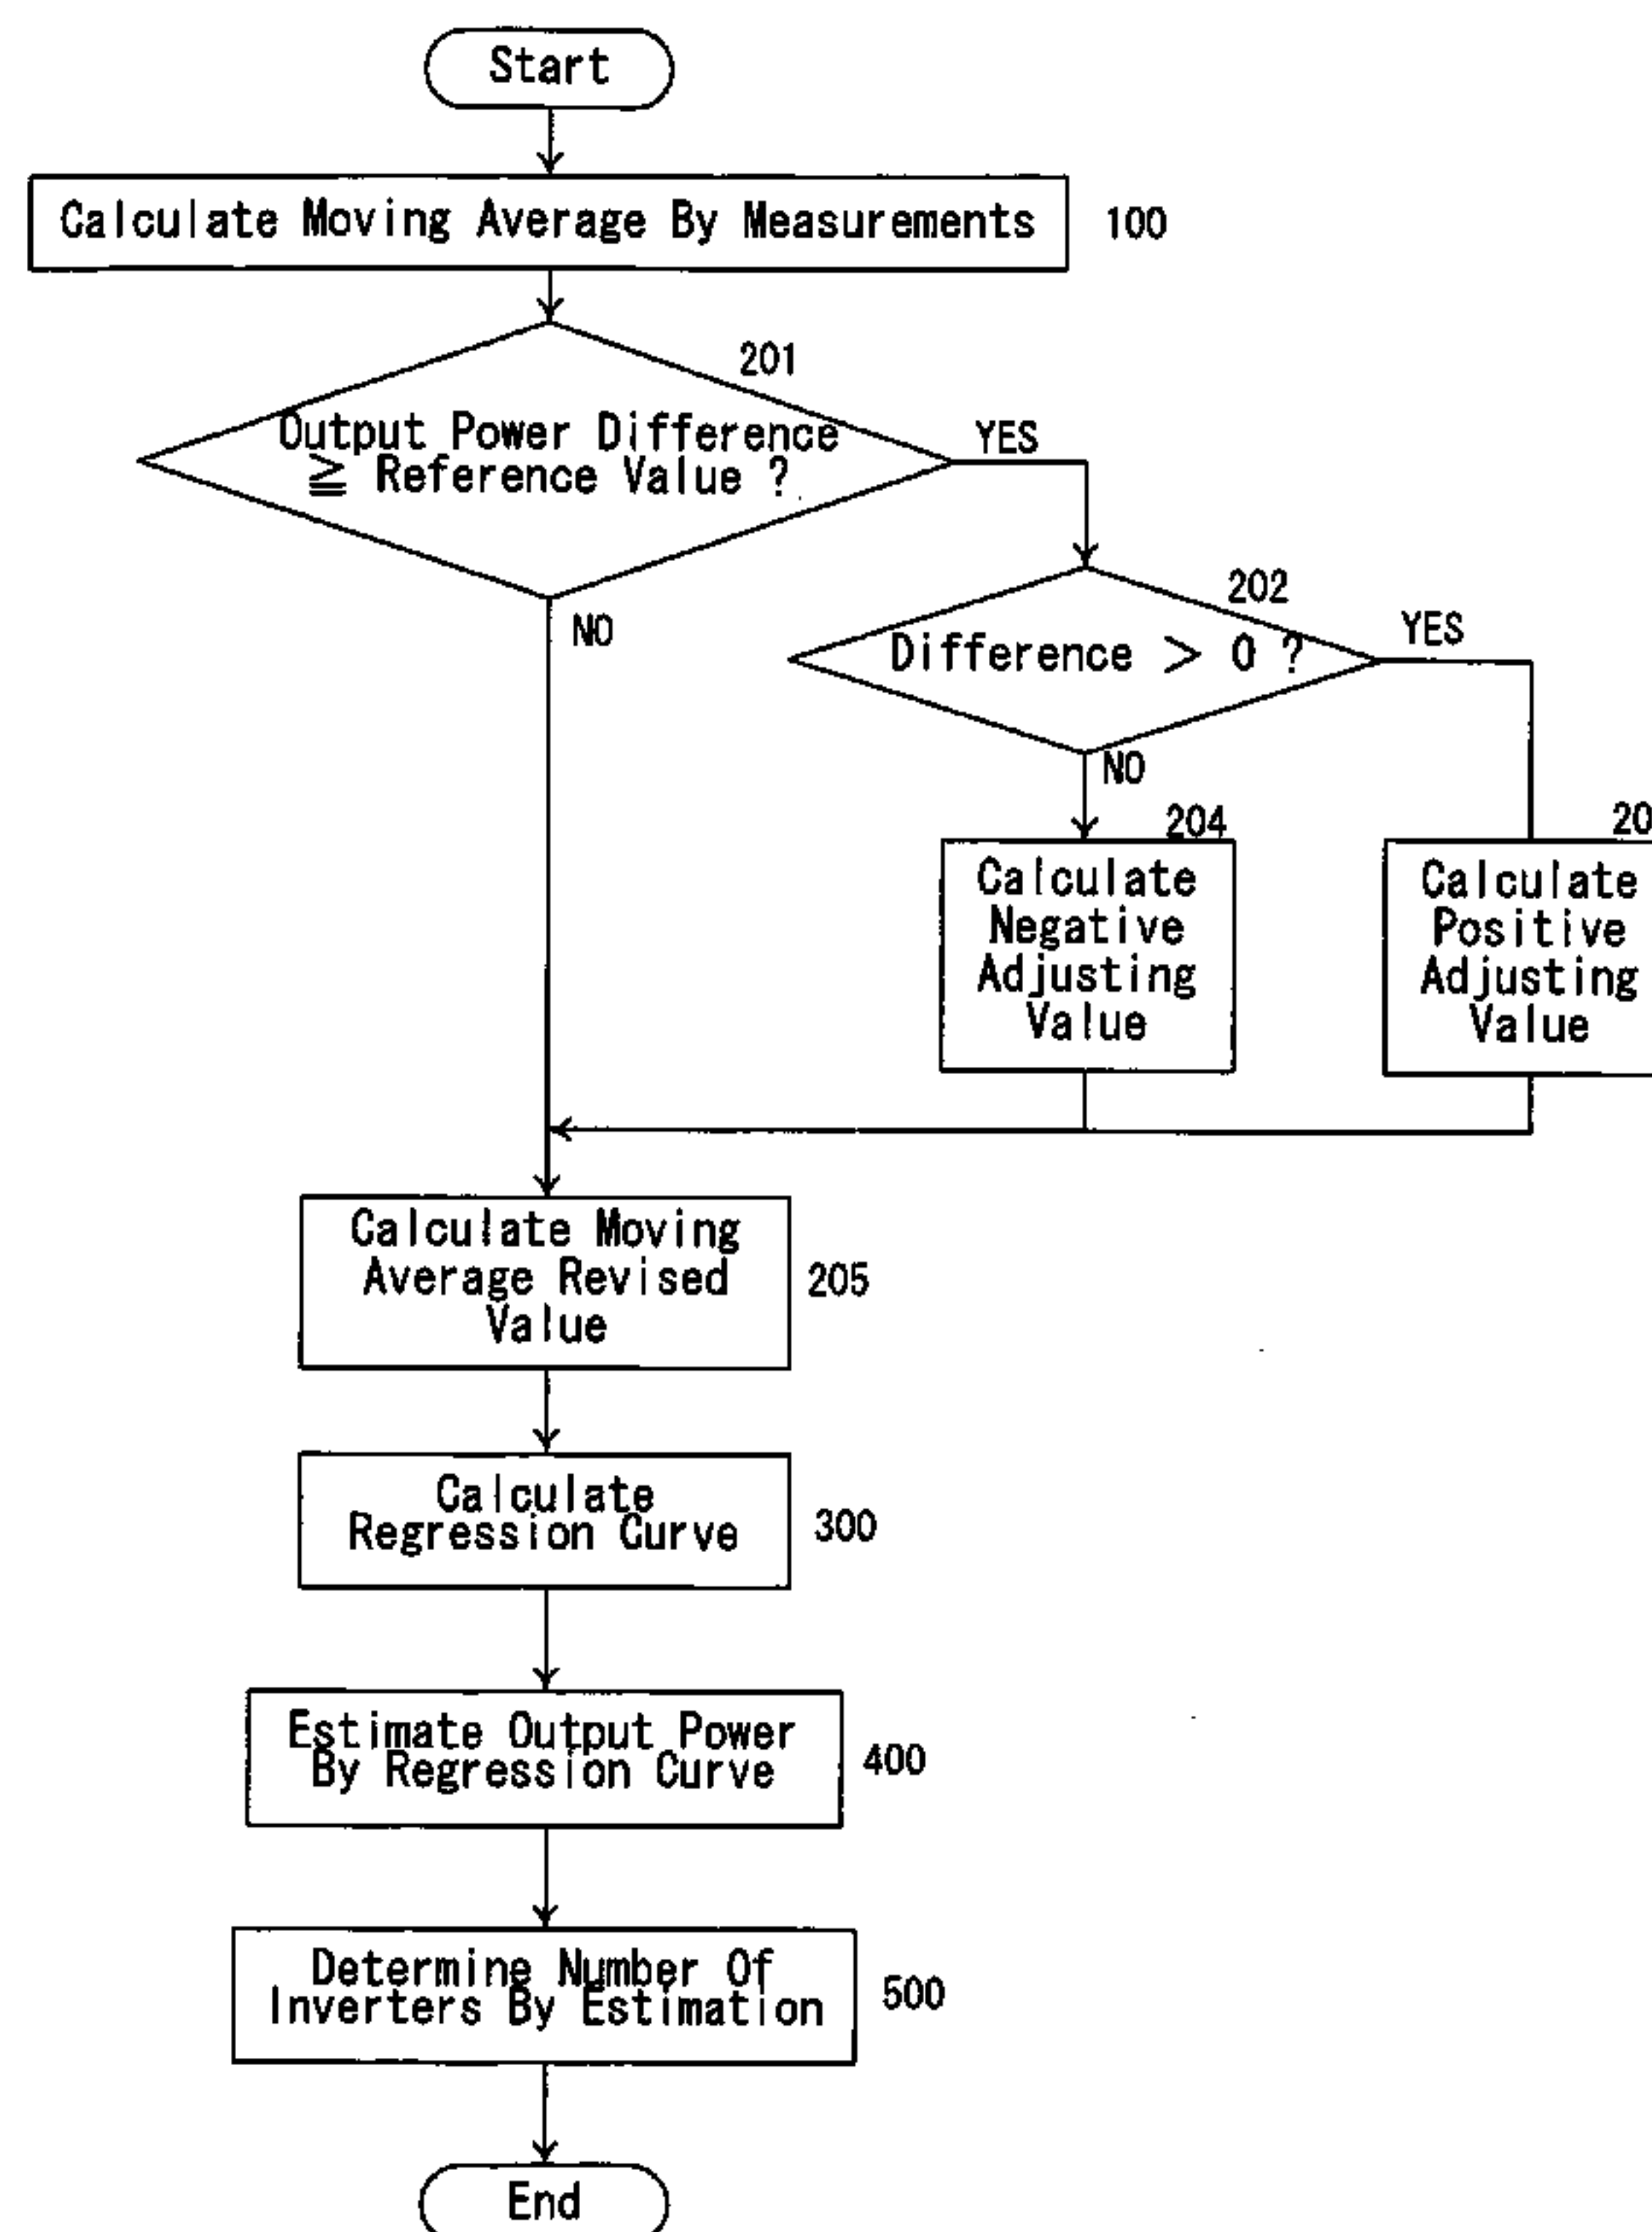 Start
Calculate Moving Average By Measurements
100
201
Output Power Difference
≧ Reference Value ?
YES
NO
202
Difference > 0 ?
YES
NO
204
Calculate
Negative
Adjusting
Value
20
Calculate
Positive
Adjusting
Value
Calculate Moving
Average Revised
Value
205
Calculate
Regression Curve
300
Estimate Output Power
By Regression Curve
400
Determine Number Of
Inverters By Estimation
500
End